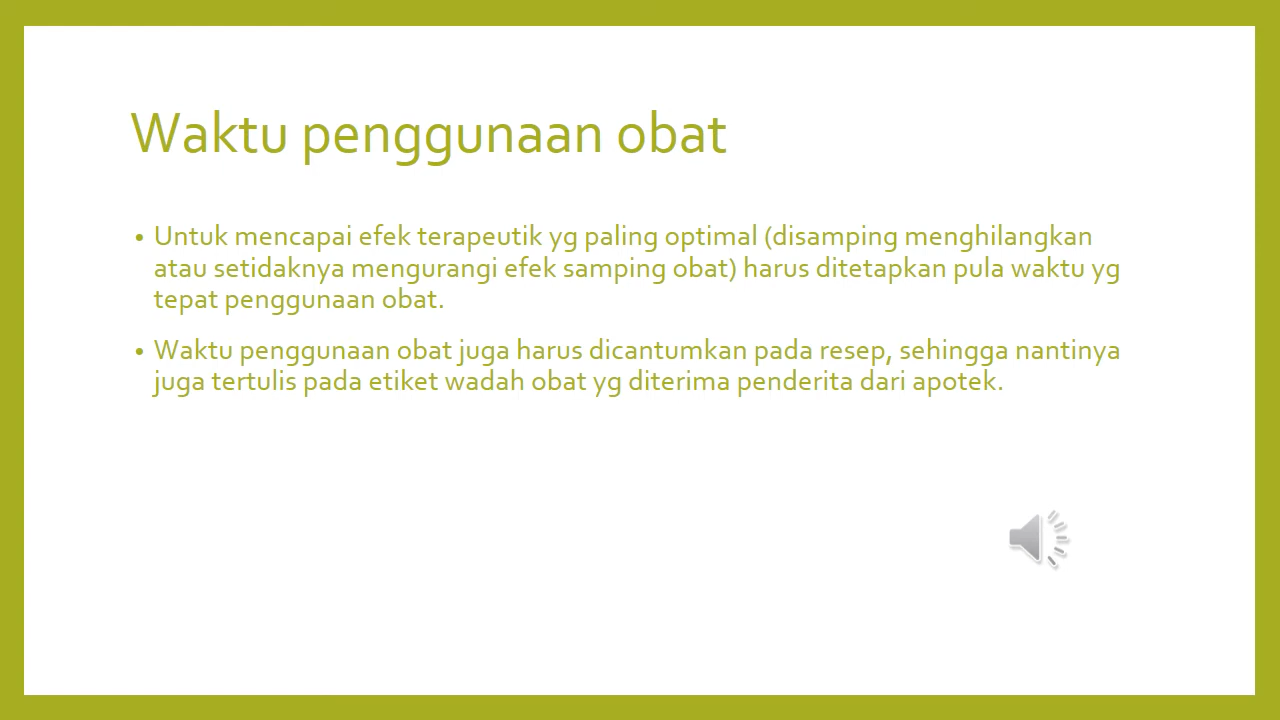 Waktu penggunaan obat
• Untuk mencapai efek terapeutik yg paling optimal (disamping menghilangkan
atau setidaknya mengurangi efek samping obat) harus ditetapkan pula waktu yg
tepat penggunaan obat.
• Waktu penggunaan obat juga harus dicantumkan pada resep, sehingga nantinya
juga tertulis pada etiket wadah obat yg diterima penderita dari apotek.